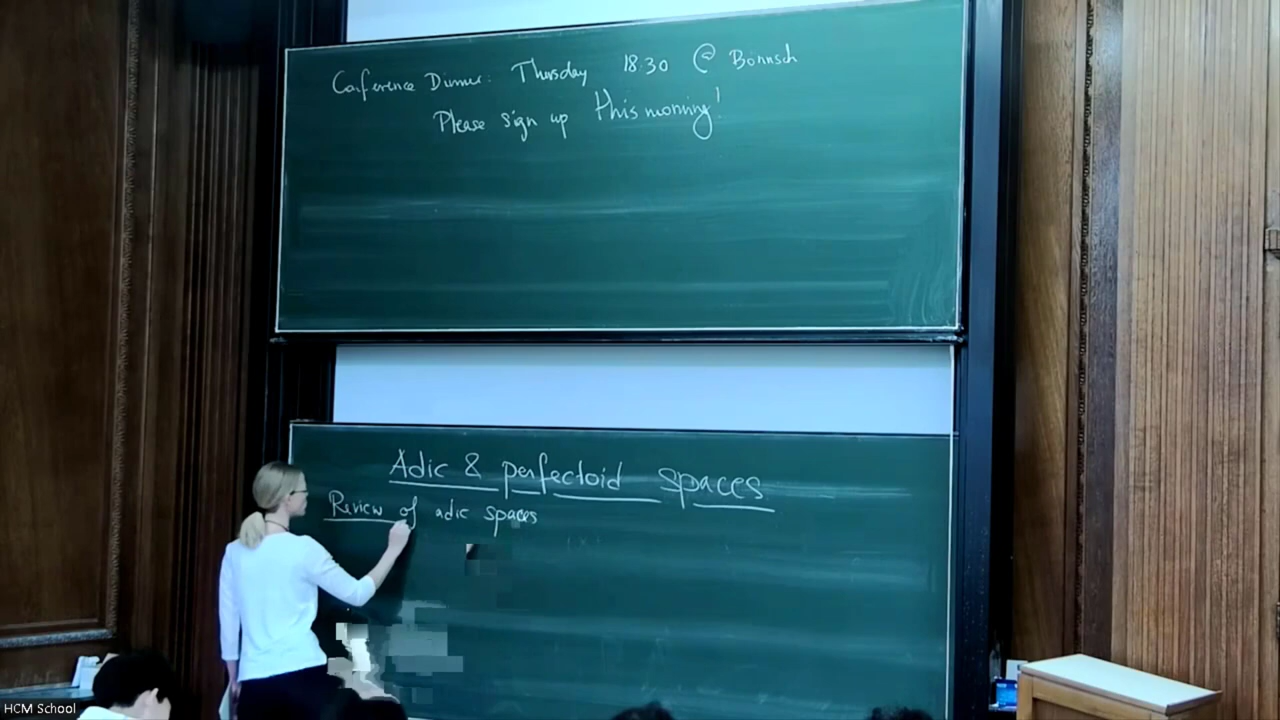 Conference Dinner: Thursday 18.30 @ Bönnsch
Please sign up this morning!
Adic & perfectoid spaces
Review of adic spaces
HCM School